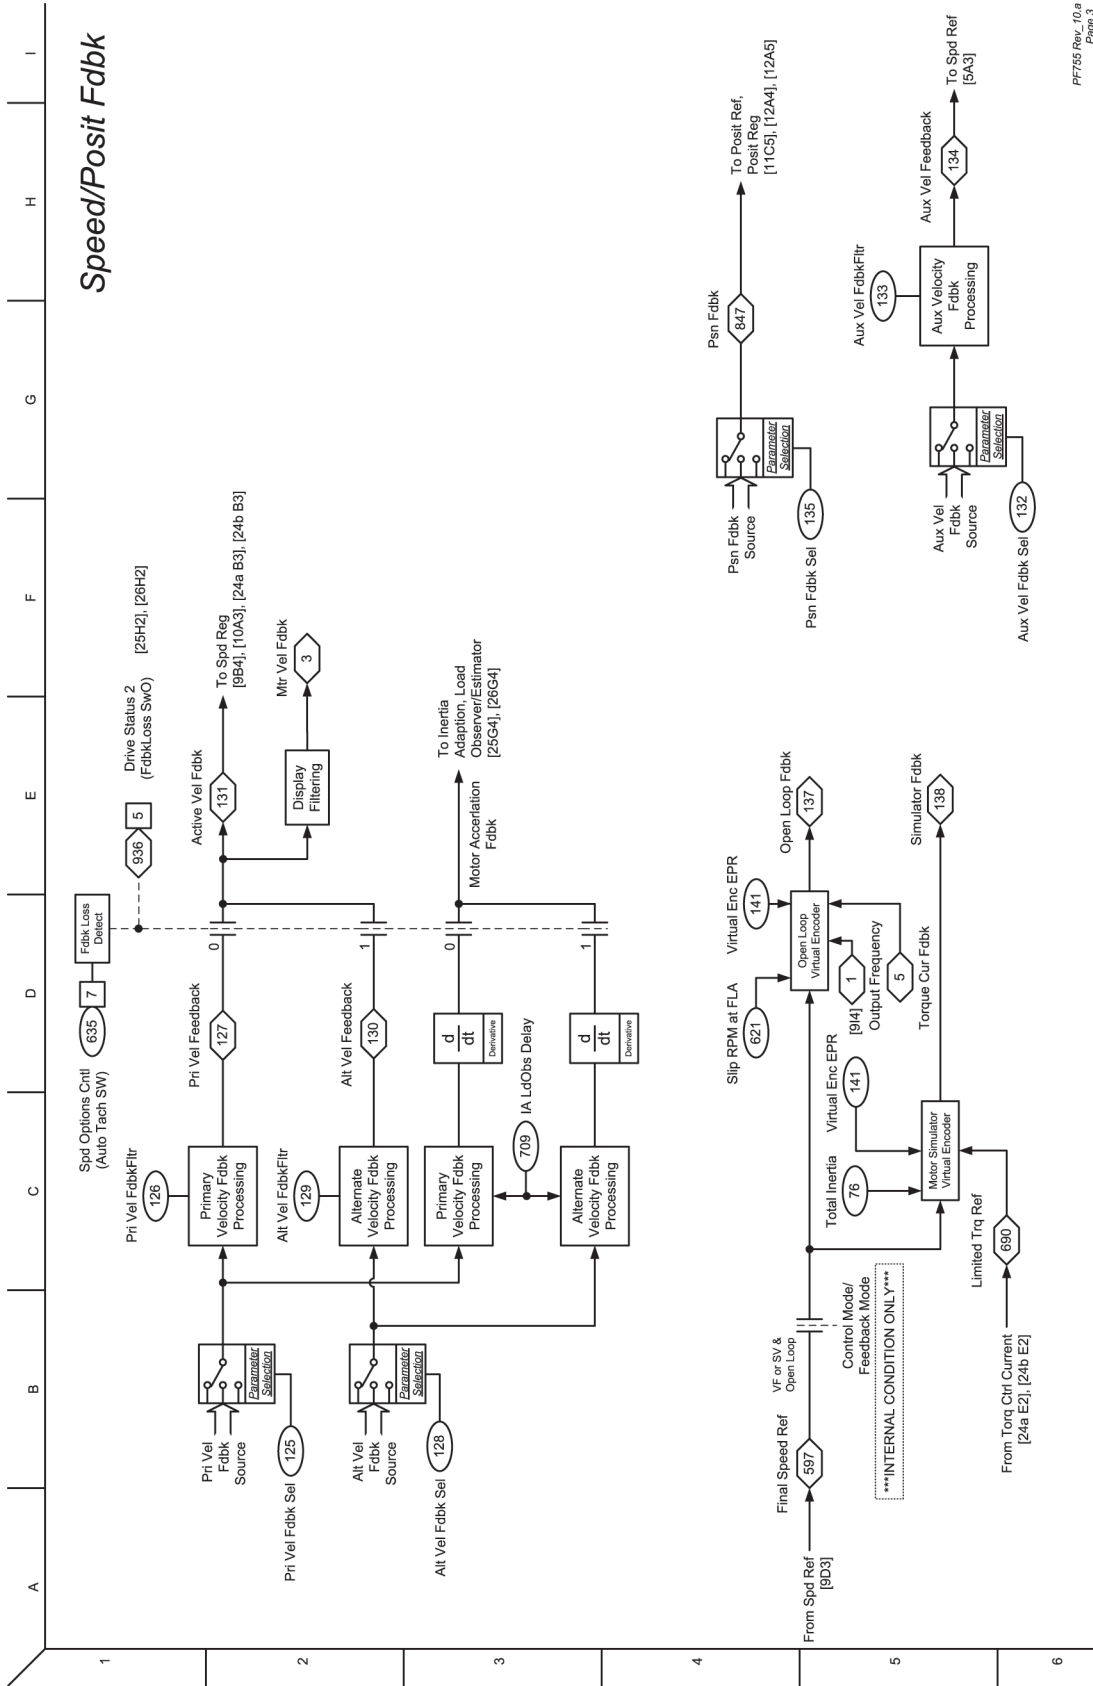 Speed/Posit Fdbk
A
B
C
D
E
F
G
H
I
1
2
3
4
5
6
Spd Options Cntl
(Auto Tach SW)
635
7
Fdbk Loss
Detect
936
5
Drive Status 2
(FdbkLoss SwO)
[25H2], [26H2]
Pri Vel FdbkFltr
126
Pri Vel
Fdbk
Source
Parameter
Selection
Pri Vel Fdbk Sel
125
Primary
Velocity Fdbk
Processing
Pri Vel Feedback
127
0
Active Vel Fdbk
131
To Spd Reg
[9B4], [10A3], [24a B3], [24b B3]
Display
Filtering
Mtr Vel Fdbk
3
Alt Vel FdbkFltr
129
Alt Vel
Fdbk
Source
Parameter
Selection
Alt Vel Fdbk Sel
128
Alternate
Velocity Fdbk
Processing
Alt Vel Feedback
130
1
Primary
Velocity Fdbk
Processing
d
dt
Derivative
0
Motor Accerlation
Fdbk
To Inertia
Adaption, Load
Observer/Estimator
[25G4], [26G4]
709
IA LdObs Delay
Alternate
Velocity Fdbk
Processing
d
dt
Derivative
1
Psn Fdbk
Source
Parameter
Selection
Psn Fdbk Sel
135
Psn Fdbk
847
To Posit Ref,
Posit Reg
[11C5], [12A4], [12A5]
Aux Vel
Fdbk
Source
Parameter
Selection
Aux Vel Fdbk Sel
132
Aux Vel FdbkFltr
133
Aux Velocity
Fdbk
Processing
Aux Vel Feedback
134
To Spd Ref
[5A3]
From Spd Ref
[9D3]
Final Speed Ref
597
VF or SV &
Open Loop
Control Mode/
Feedback Mode
***INTERNAL CONDITION ONLY***
Slip RPM at FLA
621
Virtual Enc EPR
141
Open Loop
Virtual Encoder
Open Loop Fdbk
137
1
[9I4]
Output Frequency
5
Torque Cur Fdbk
Total Inertia
76
Virtual Enc EPR
141
Motor Simulator
Virtual Encoder
Simulator Fdbk
138
Limited Trq Ref
690
From Torq Ctrl Current
[24a E2], [24b E2]
PF755 Rev_10.a
Page 3